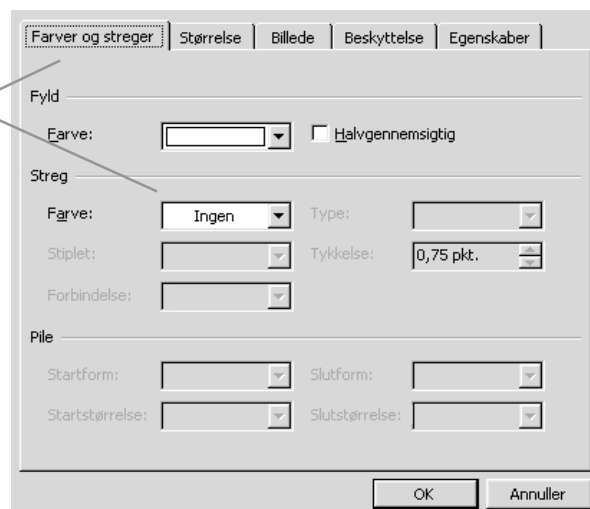 Farver og streger Størrelse Billede Beskyttelse Egenskaber
Fyld
Farve: Halvgennemsigtig
Streg
Farve: Ingen Type:
Stiplet: Tykkelse: 0,75 pkt.
Forbindelse:
Pile
Startform: Slutform:
Startstørrelse: Slutstørrelse:
OK Annuller